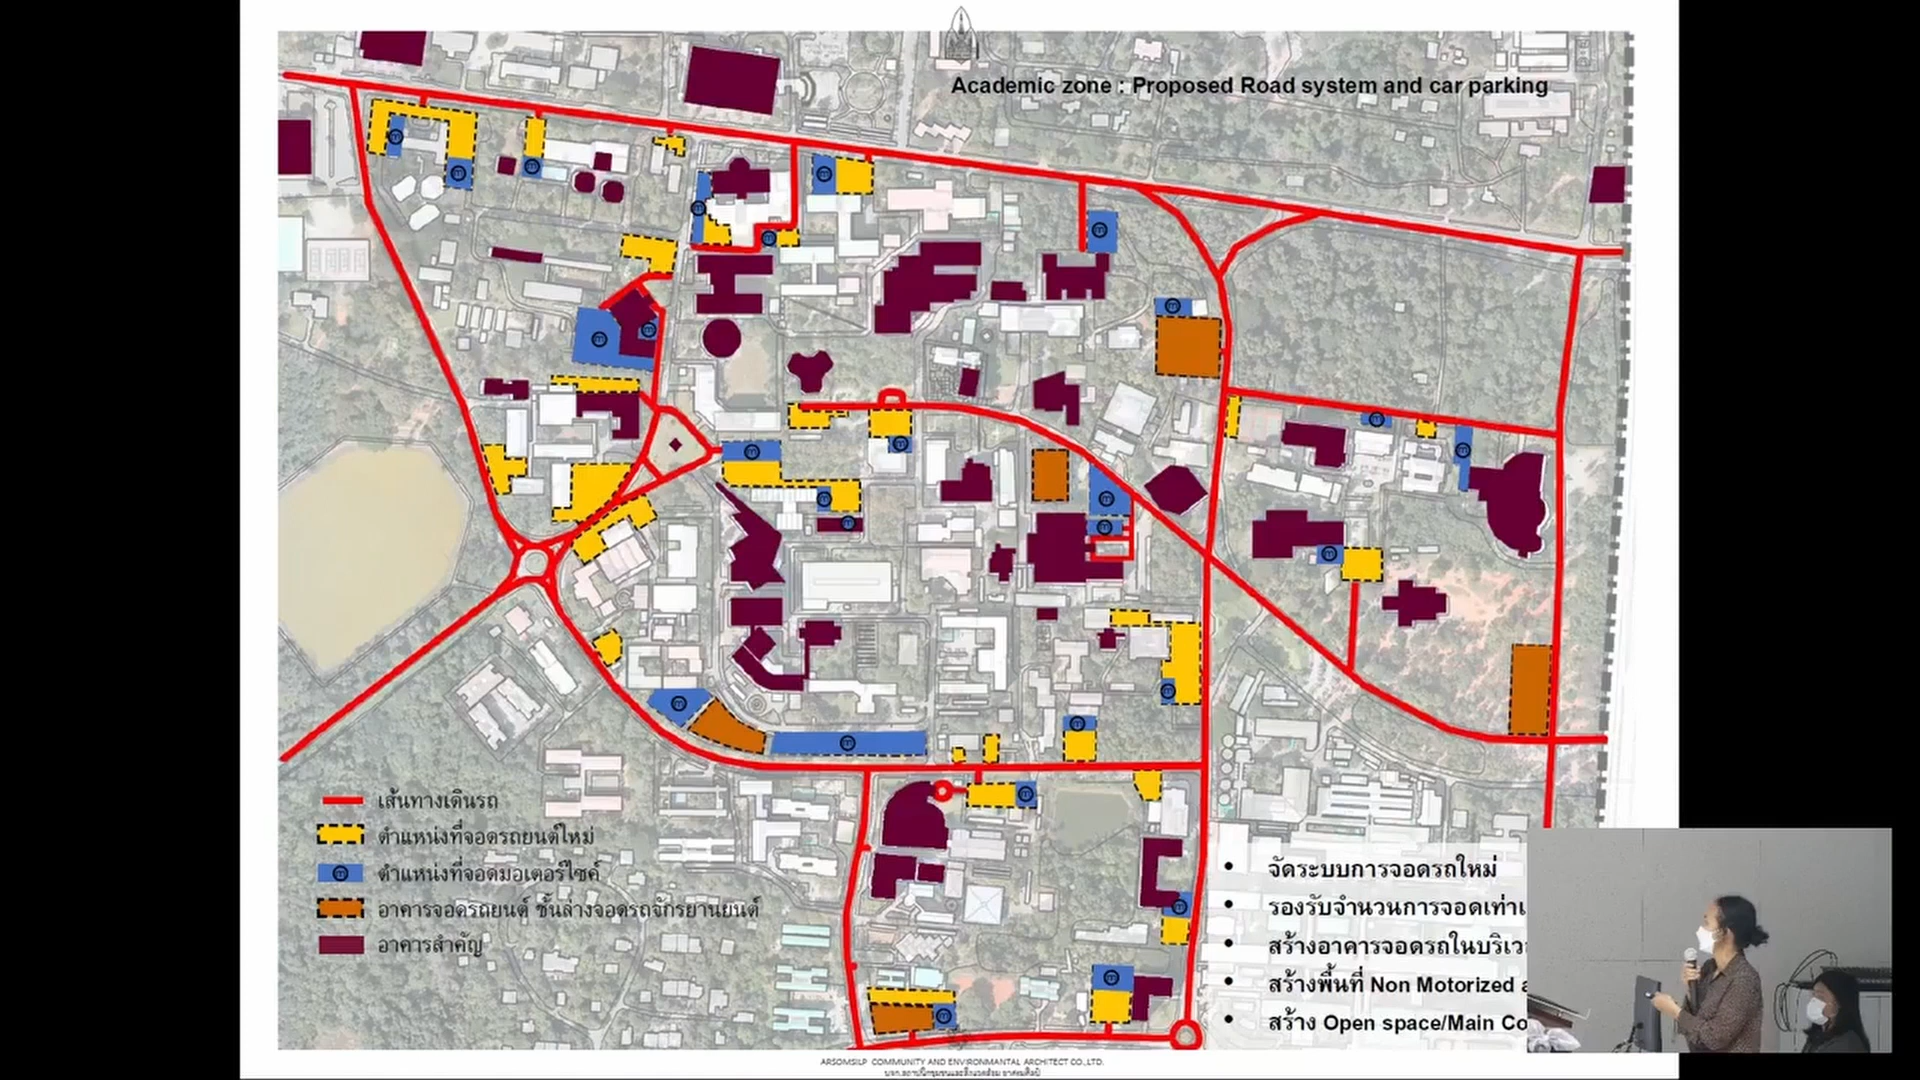 Academic zone : Proposed Road system and car parking
เส้นทางเดินรถ
ตำแหน่งที่จอดรถยนต์ใหม่
ตำแหน่งที่จอดมอเตอร์ไซค์
อาคารจอดรถยนต์ ชั้นล่างจอดรถจักรยานยนต์
อาคารสำคัญ
• จัดระบบการจอดรถใหม่
• รองรับจำนวนการจอดเท่า
• สร้างอาคารจอดรถในบริเว
• สร้างพื้นที่ Non Motorized a
• สร้าง Open space/Main Co
ARSOMSILP COMMUNITY AND ENVIRONMANTAL ARCHITECT CO.,LTD.